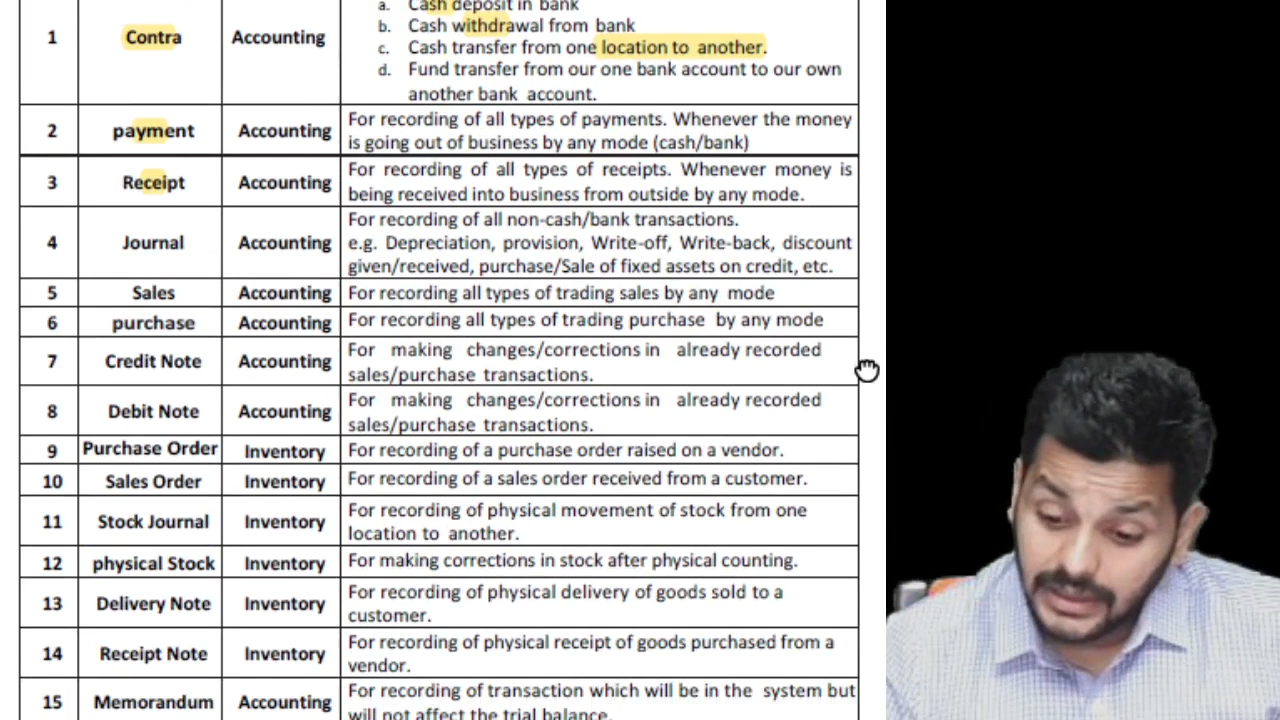 a. Cash deposit in bank
b. Cash withdrawal from bank
1 Contra Accounting
c. Cash transfer from one location to another.
d. Fund transfer from our one bank account to our own
another bank account.
For recording of all types of payments. Whenever the money
2 payment Accounting
is going out of business by any mode (cash/bank)
For recording of all types of receipts. Whenever money is
3 Receipt Accounting
being received into business from outside by any mode.
For recording of all non-cash/bank transactions.
4 Journal Accounting
e.g. Depreciation, provision, Write-off, Write-back, discount
given/received, purchase/Sale of fixed assets on credit, etc.
5 Sales Accounting For recording all types of trading sales by any mode
6 purchase Accounting For recording all types of trading purchase by any mode
For making changes/corrections in already recorded
7 Credit Note Accounting
sales/purchase transactions.
For making changes/corrections in already recorded
8 Debit Note Accounting
sales/purchase transactions.
9 Purchase Order Inventory For recording of a purchase order raised on a vendor.
10 Sales Order Inventory For recording of a sales order received from a customer.
For recording of physical movement of stock from one
11 Stock Journal Inventory
location to another.
12 physical Stock Inventory For making corrections in stock after physical counting.
For recording of physical delivery of goods sold to a
13 Delivery Note Inventory
customer.
For recording of physical receipt of goods purchased from a
14 Receipt Note Inventory
vendor.
For recording of transaction which will be in the system but
15 Memorandum Accounting
will not affect the trial balance.